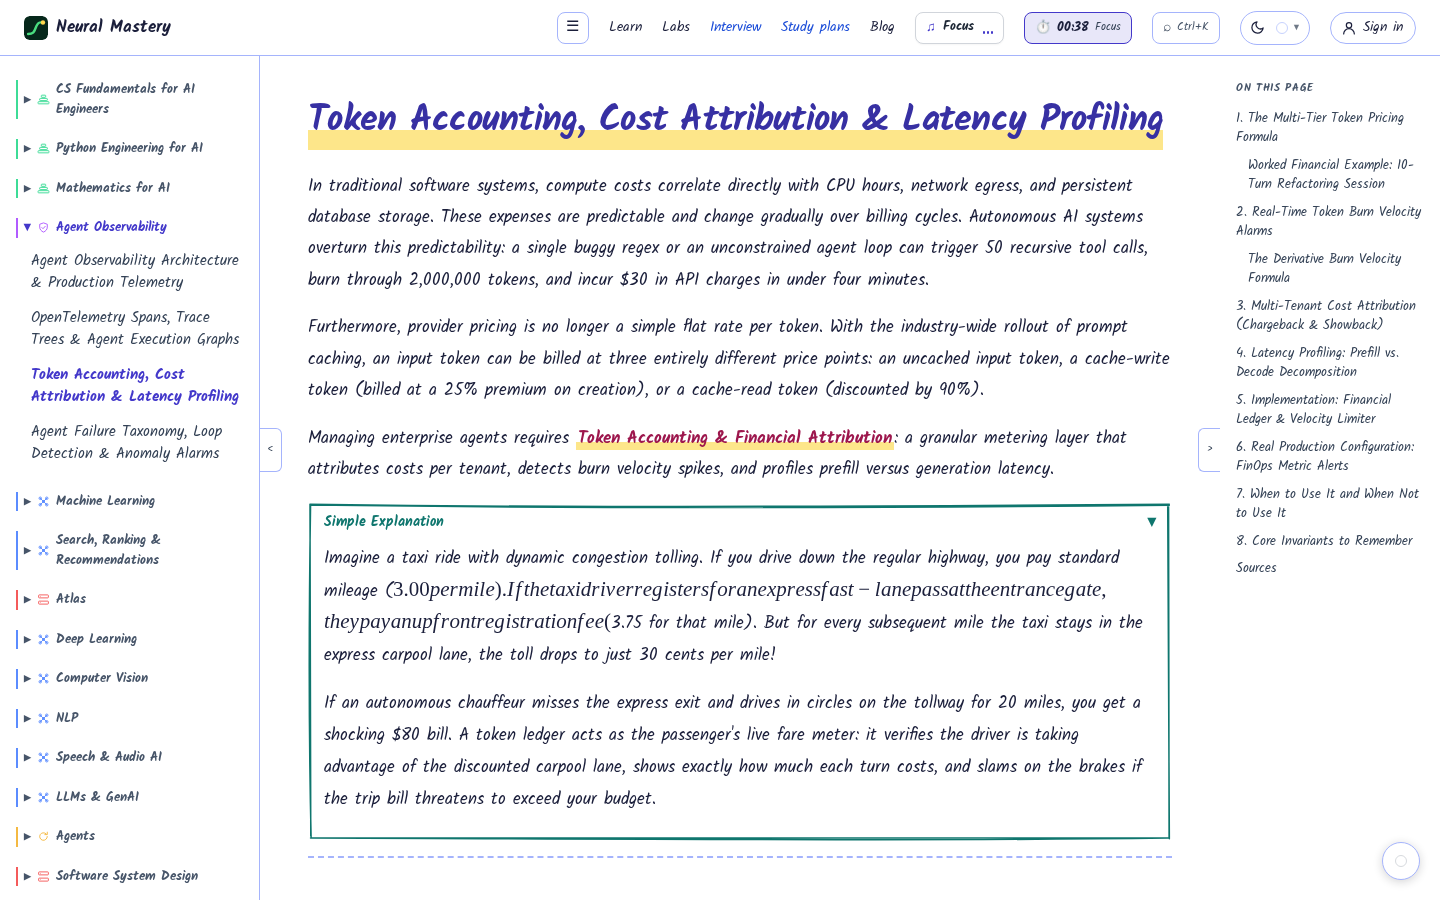 Neural Mastery
☰ Learn Labs Interview Study plans Blog ♫ Focus ... ⏱ 00:38 Focus ⌕ Ctrl+K ▾ Sign in
▶ CS Fundamentals for AI
Engineers
▶ Python Engineering for AI
▶ Mathematics for AI
▼ Agent Observability
Agent Observability Architecture
& Production Telemetry
OpenTelemetry Spans, Trace
Trees & Agent Execution Graphs
Token Accounting, Cost
Attribution & Latency Profiling
Agent Failure Taxonomy, Loop
Detection & Anomaly Alarms
▶ Machine Learning
▶ Search, Ranking &
Recommendations
▶ Atlas
▶ Deep Learning
▶ Computer Vision
▶ NLP
▶ Speech & Audio AI
▶ LLMs & GenAI
▶ Agents
▶ Software System Design
<
Token Accounting, Cost Attribution & Latency Profiling
In traditional software systems, compute costs correlate directly with CPU hours, network egress, and persistent
database storage. These expenses are predictable and change gradually over billing cycles. Autonomous AI systems
overturn this predictability: a single buggy regex or an unconstrained agent loop can trigger 50 recursive tool calls,
burn through 2,000,000 tokens, and incur $30 in API charges in under four minutes.
Furthermore, provider pricing is no longer a simple flat rate per token. With the industry-wide rollout of prompt
caching, an input token can be billed at three entirely different price points: an uncached input token, a cache-write
token (billed at a 25% premium on creation), or a cache-read token (discounted by 90%).
Managing enterprise agents requires Token Accounting & Financial Attribution: a granular metering layer that
attributes costs per tenant, detects burn velocity spikes, and profiles prefill versus generation latency.
Simple Explanation ▼
Imagine a taxi ride with dynamic congestion tolling. If you drive down the regular highway, you pay standard
mileage (3.00permile).Ifthetaxidriverregistersforanexpressfast − lanepassattheentrancegate,
theypayanupfrontregistrationfee(3.75 for that mile). But for every subsequent mile the taxi stays in the
express carpool lane, the toll drops to just 30 cents per mile!
If an autonomous chauffeur misses the express exit and drives in circles on the tollway for 20 miles, you get a
shocking $80 bill. A token ledger acts as the passenger's live fare meter: it verifies the driver is taking
advantage of the discounted carpool lane, shows exactly how much each turn costs, and slams on the brakes if
the trip bill threatens to exceed your budget.
>
ON THIS PAGE
1. The Multi-Tier Token Pricing
Formula
Worked Financial Example: 10-
Turn Refactoring Session
2. Real-Time Token Burn Velocity
Alarms
The Derivative Burn Velocity
Formula
3. Multi-Tenant Cost Attribution
(Chargeback & Showback)
4. Latency Profiling: Prefill vs.
Decode Decomposition
5. Implementation: Financial
Ledger & Velocity Limiter
6. Real Production Configuration:
FinOps Metric Alerts
7. When to Use It and When Not
to Use It
8. Core Invariants to Remember
Sources